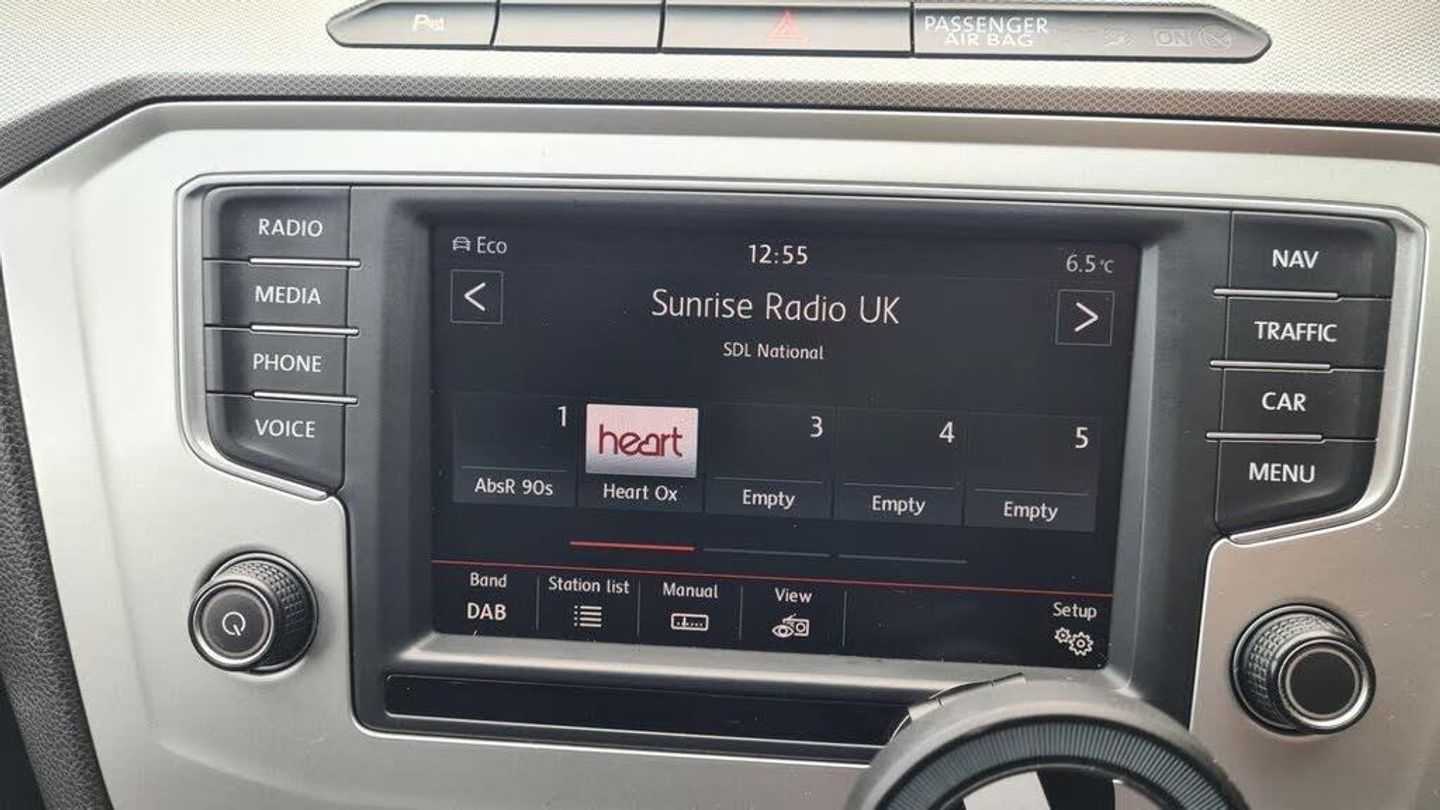 PASSENGER
AIR BAG
ON
RADIO
MEDIA
PHONE
VOICE
Eco
12:55
6.5°C
<
Sunrise Radio UK
>
SDL National
1
heart
3
4
5
AbsR 90s
Heart Ox
Empty
Empty
Empty
Band
DAB
Station list
Manual
View
Setup
NAV
TRAFFIC
CAR
MENU